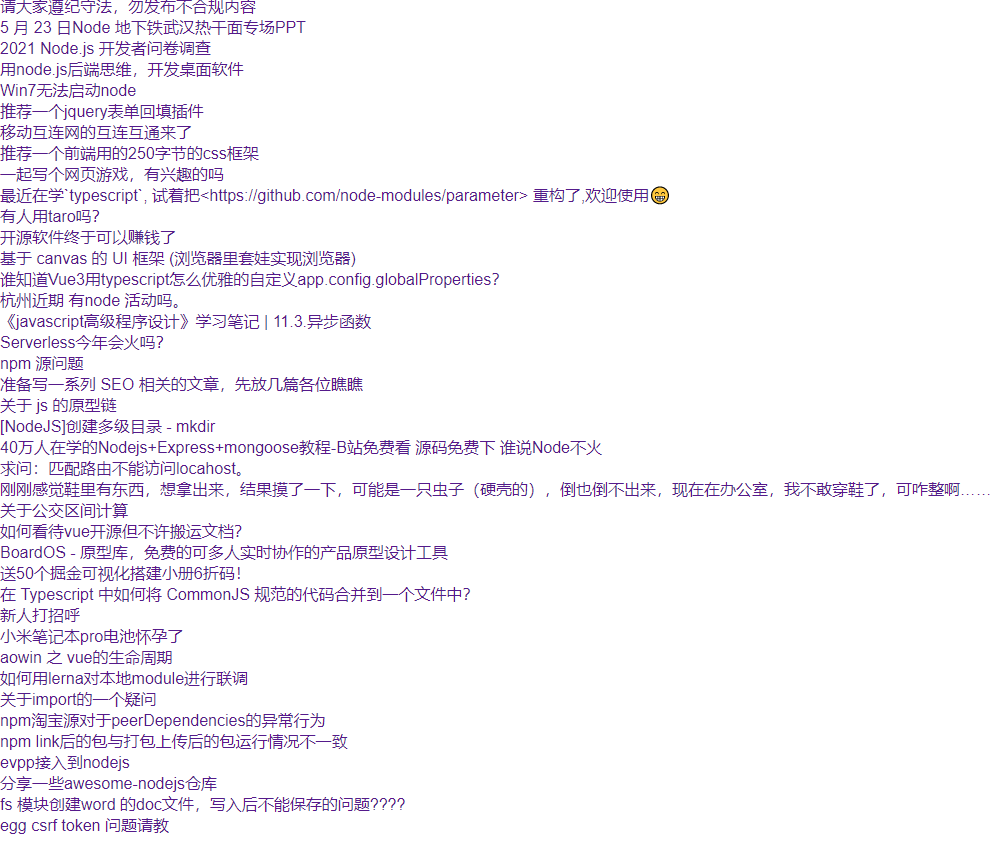 请大家遵纪守法，勿发布不合规内容
5 月 23 日Node 地下铁武汉热干面专场PPT
2021 Node.js 开发者问卷调查
用node.js后端思维，开发桌面软件
Win7无法启动node
推荐一个jquery表单回填插件
移动互连网的互连互通来了
推荐一个前端用的250字节的css框架
一起写个网页游戏，有兴趣的吗
最近在学`typescript`, 试着把<https://github.com/node-modules/parameter> 重构了,欢迎使用😁
有人用taro吗?
开源软件终于可以赚钱了
基于 canvas 的 UI 框架 (浏览器里套娃实现浏览器)
谁知道Vue3用typescript怎么优雅的自定义app.config.globalProperties?
杭州近期 有node 活动吗。
《javascript高级程序设计》学习笔记 | 11.3.异步函数
Serverless今年会火吗?
npm 源问题
准备写一系列 SEO 相关的文章，先放几篇各位瞧瞧
关于 js 的原型链
[NodeJS]创建多级目录 - mkdir
40万人在学的Nodejs+Express+mongoose教程-B站免费看 源码免费下 谁说Node不火
求问：匹配路由不能访问locahost。
刚刚感觉鞋里有东西，想拿出来，结果摸了一下，可能是一只虫子（硬壳的），倒也倒不出来，现在在办公室，我不敢穿鞋了，可咋整啊……
关于公交区间计算
如何看待vue开源但不许搬运文档?
BoardOS - 原型库，免费的可多人实时协作的产品原型设计工具
送50个掘金可视化搭建小册6折码！
在 Typescript 中如何将 CommonJS 规范的代码合并到一个文件中?
新人打招呼
小米笔记本pro电池怀孕了
aowin 之 vue的生命周期
如何用lerna对本地module进行联调
关于import的一个疑问
npm淘宝源对于peerDependencies的异常行为
npm link后的包与打包上传后的包运行情况不一致
evpp接入到nodejs
分享一些awesome-nodejs仓库
fs 模块创建word 的doc文件，写入后不能保存的问题????
egg csrf token 问题请教